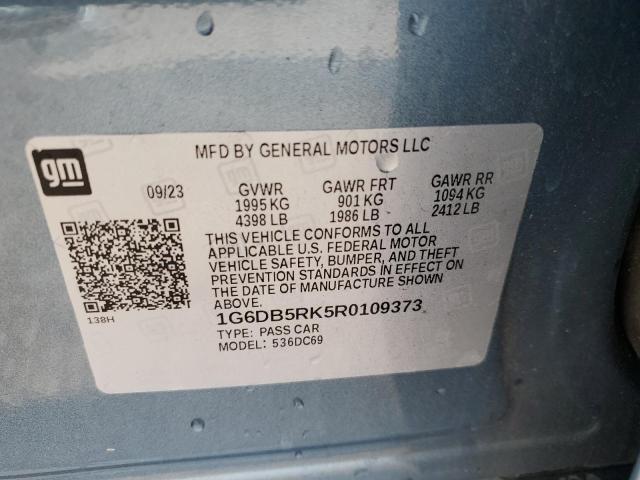 gm
MFD BY GENERAL MOTORS LLC
09/23 GVWR GAWR FRT GAWR RR
1995 KG 901 KG 1094 KG
4398 LB 1986 LB 2412 LB
THIS VEHICLE CONFORMS TO ALL
APPLICABLE U.S. FEDERAL MOTOR
VEHICLE SAFETY, BUMPER, AND THEFT
PREVENTION STANDARDS IN EFFECT ON
THE DATE OF MANUFACTURE SHOWN
ABOVE.
138H
1G6DB5RK5R0109373
TYPE: PASS CAR
MODEL: 536DC69